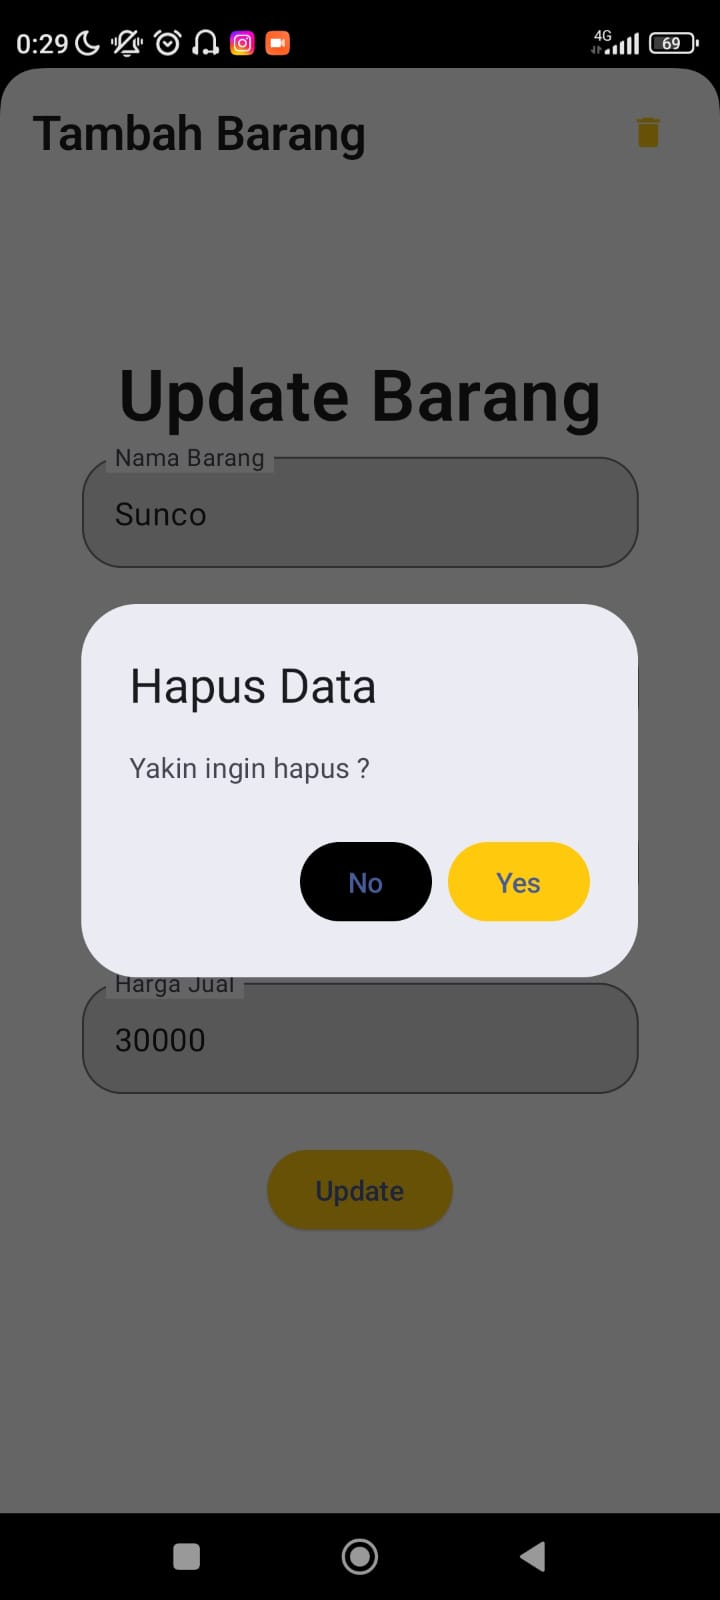 0:29
4G
69
Tambah Barang
Update Barang
Nama Barang
Sunco
Hapus Data
Yakin ingin hapus ?
No Yes
Harga Jual
30000
Update